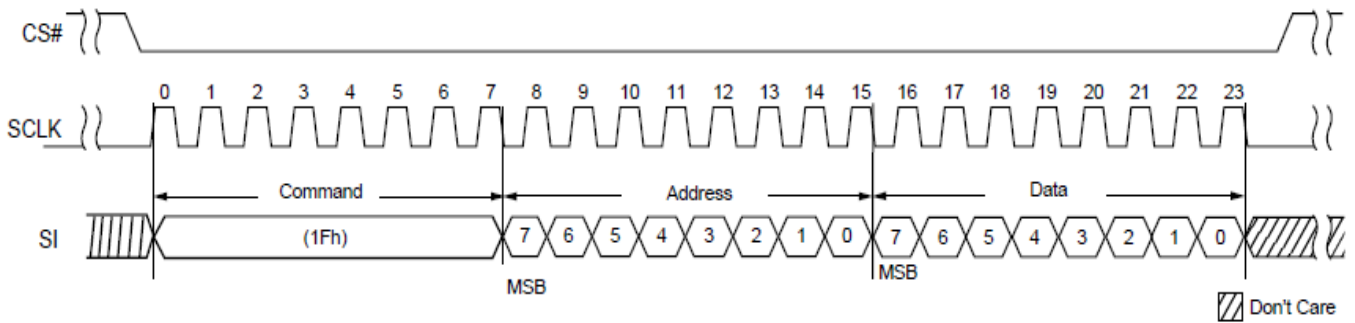 CS#
0 1 2 3 4 5 6 7 8 9 10 11 12 13 14 15 16 17 18 19 20 21 22 23
SCLK
Command Address Data
SI (1Fh) 7 6 5 4 3 2 1 0 7 6 5 4 3 2 1 0
MSB MSB
Don't Care